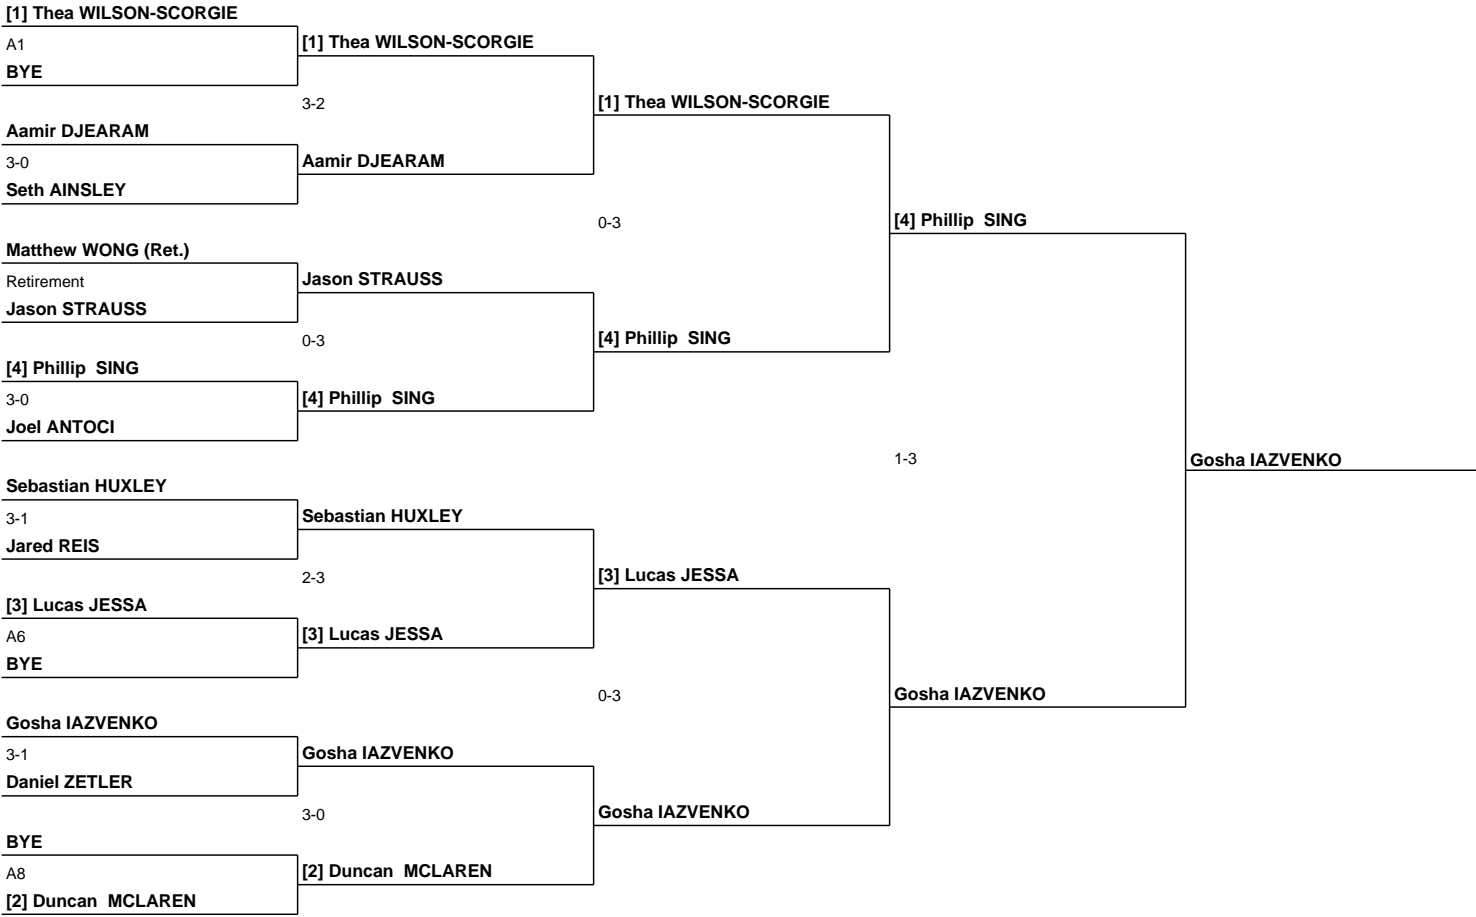 [1] Thea WILSON-SCORGIE
A1
BYE
[1] Thea WILSON-SCORGIE
3-2
[1] Thea WILSON-SCORGIE
Aamir DJEARAM
3-0
Seth AINSLEY
Aamir DJEARAM
0-3
[4] Phillip  SING
Matthew WONG (Ret.)
Retirement
Jason STRAUSS
Jason STRAUSS
0-3
[4] Phillip  SING
[4] Phillip  SING
3-0
Joel ANTOCI
[4] Phillip  SING
1-3
Gosha IAZVENKO
Sebastian HUXLEY
3-1
Jared REIS
Sebastian HUXLEY
2-3
[3] Lucas JESSA
[3] Lucas JESSA
A6
BYE
[3] Lucas JESSA
0-3
Gosha IAZVENKO
Gosha IAZVENKO
3-1
Daniel ZETLER
Gosha IAZVENKO
3-0
Gosha IAZVENKO
BYE
A8
[2] Duncan  MCLAREN
[2] Duncan  MCLAREN